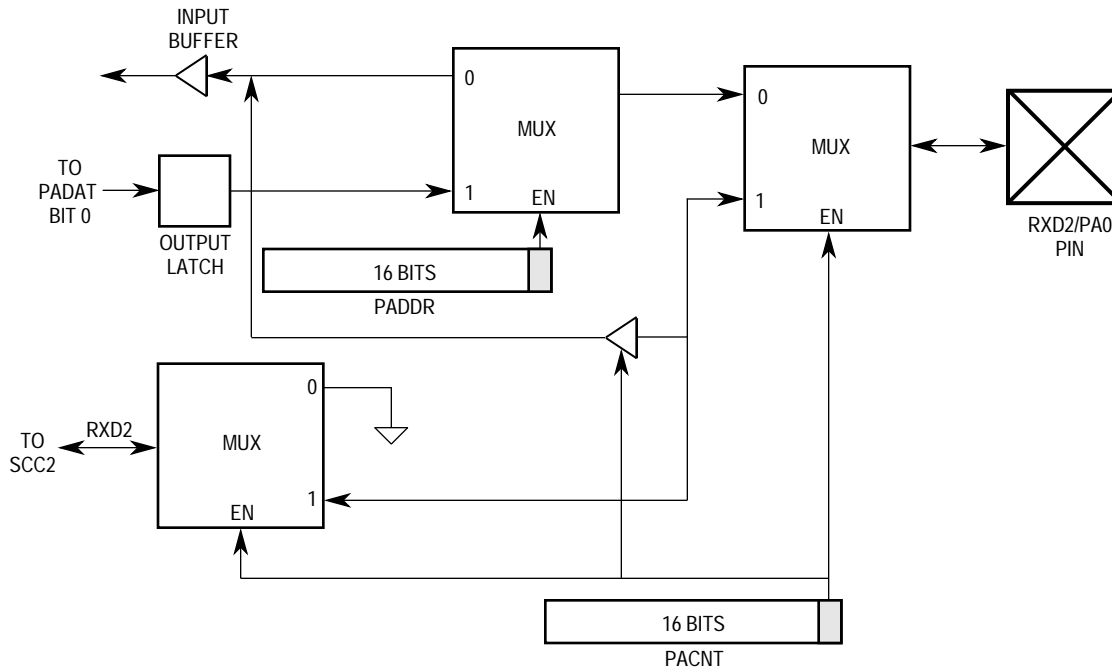 INPUT
BUFFER
0
MUX
1
EN
0
MUX
1
EN
TO
PADAT
BIT 0
OUTPUT
LATCH
16 BITS
PADDR
RXD2/PA0
PIN
0
MUX
1
EN
TO
SCC2
RXD2
16 BITS
PACNT